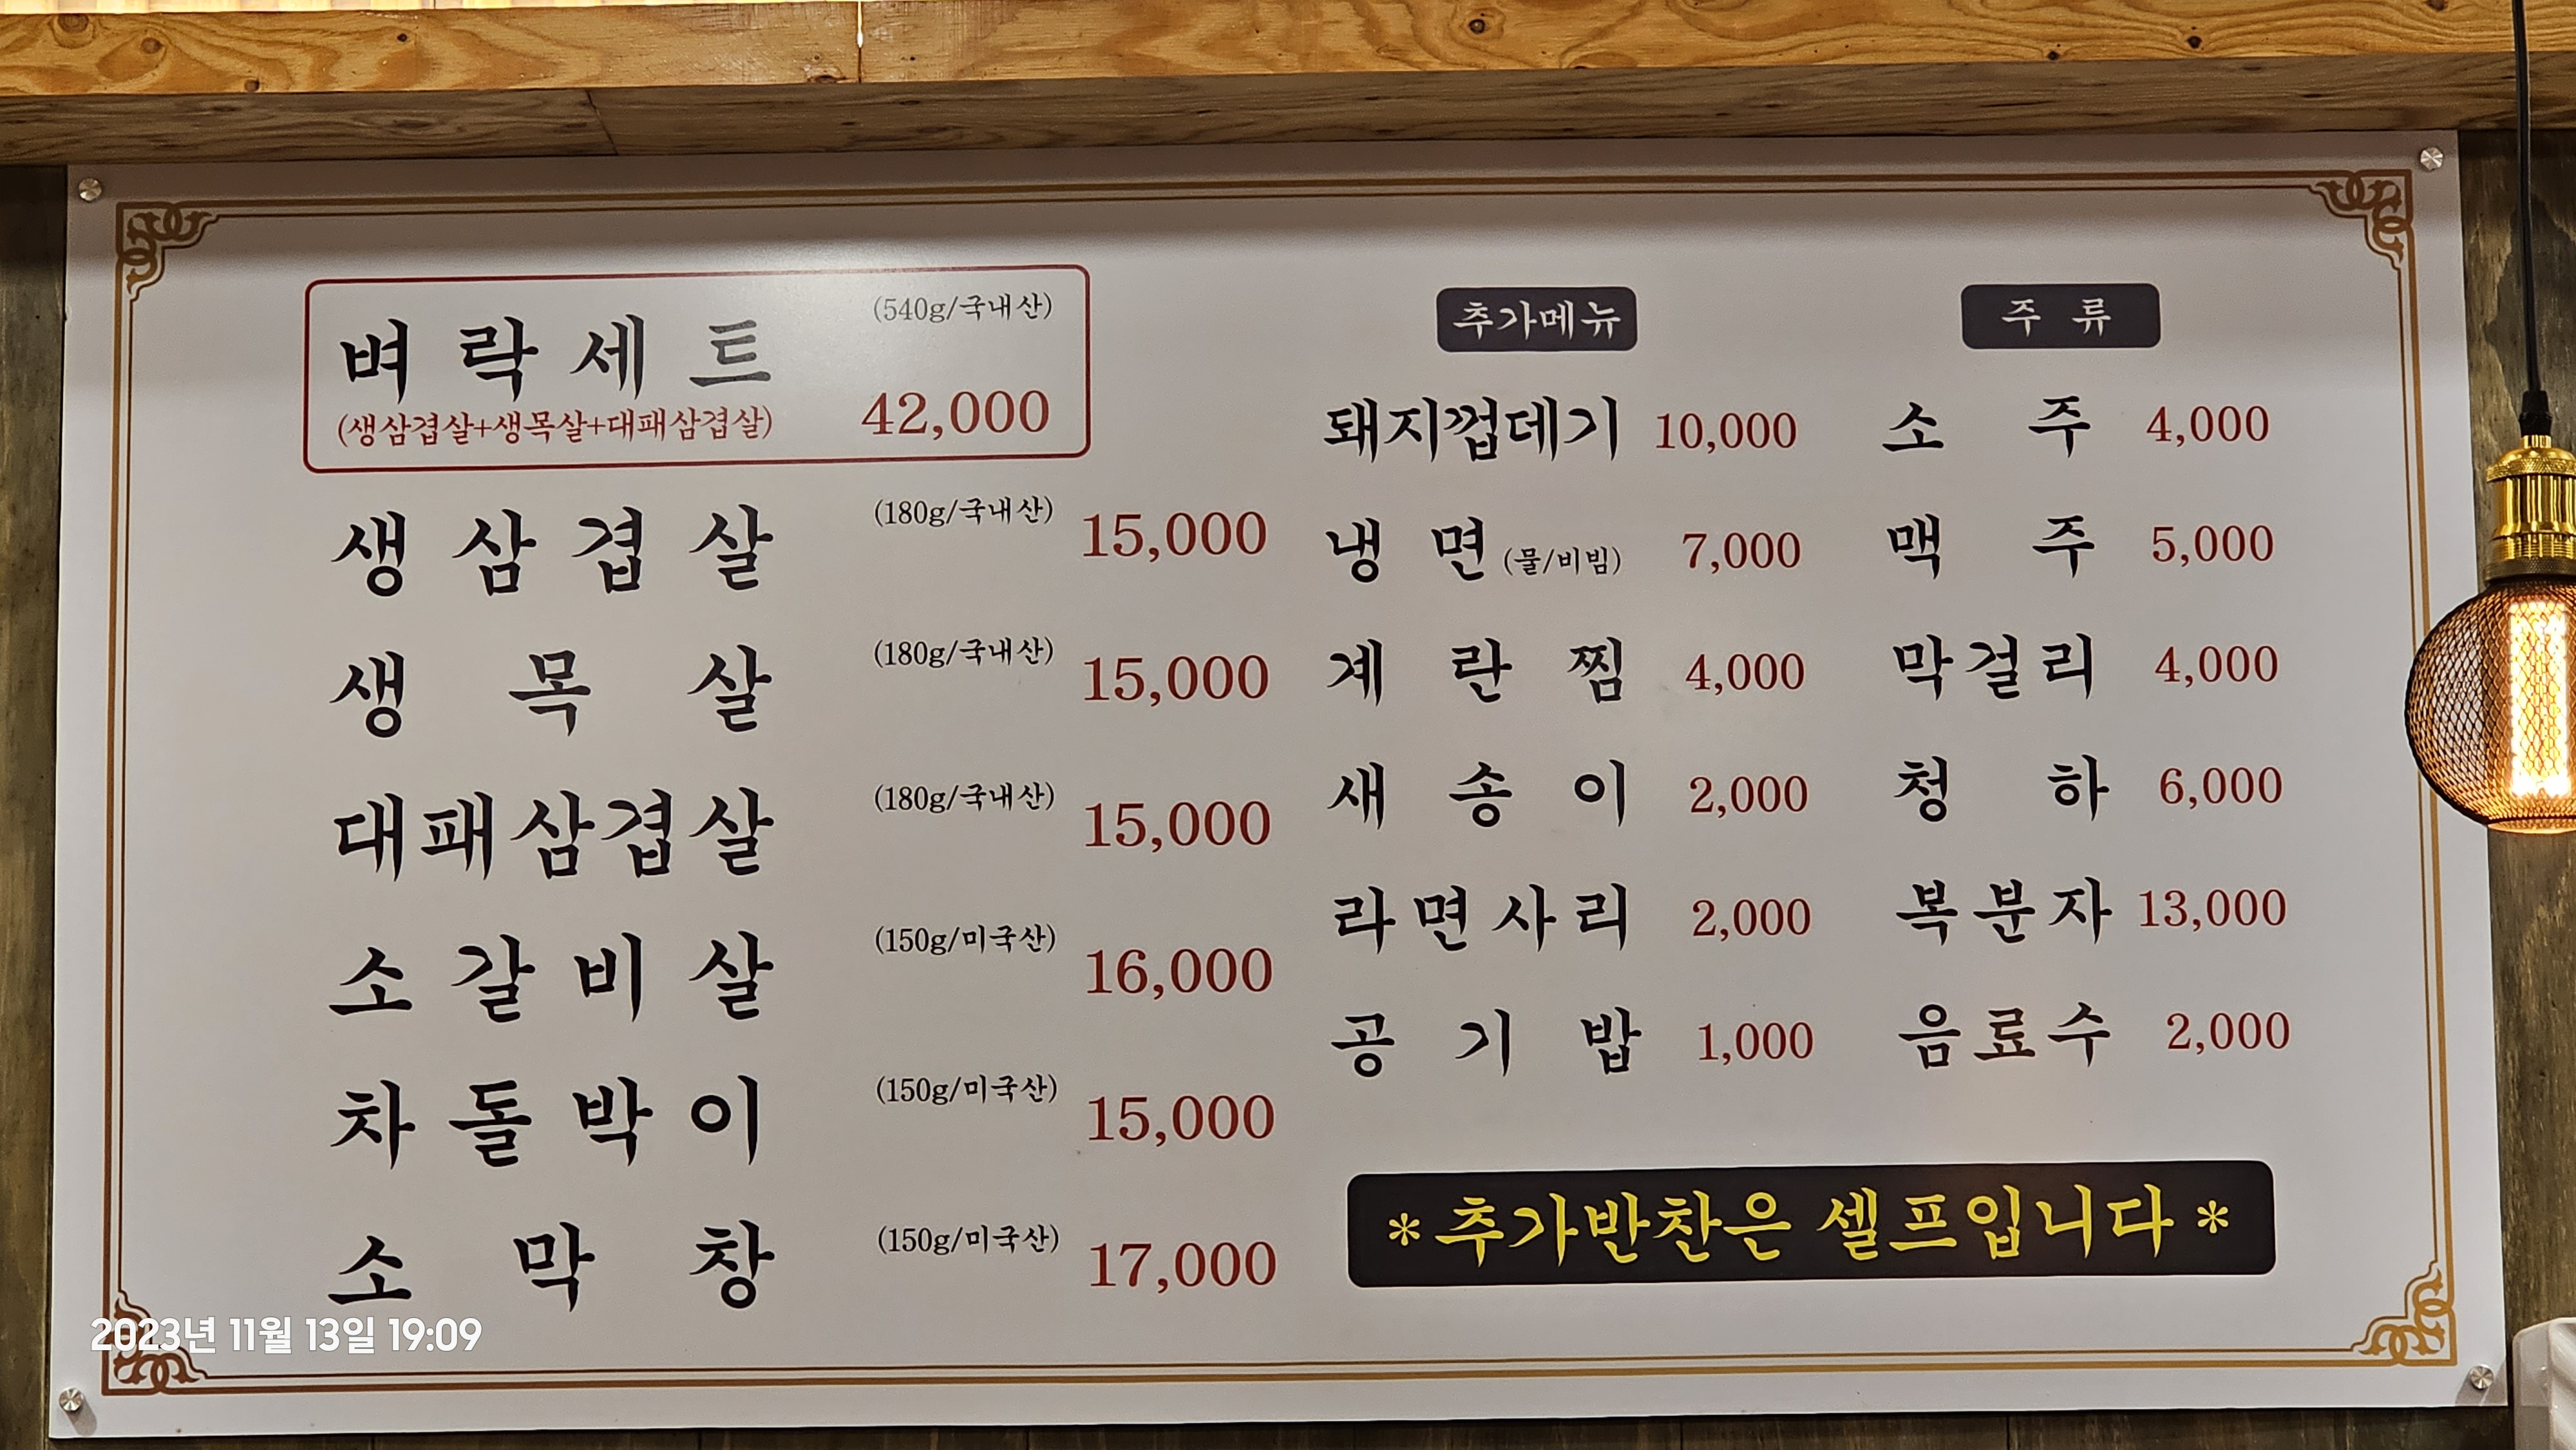 벼락세트 (540g/국내산)
(생삼겹살+생목살+대패삼겹살) 42,000
생삼겹살 (180g/국내산) 15,000
생목살 (180g/국내산) 15,000
대패삼겹살 (180g/국내산) 15,000
소갈비살 (150g/미국산) 16,000
차돌박이 (150g/미국산) 15,000
소막창 (150g/미국산) 17,000
추가메뉴
돼지껍데기 10,000
냉면(물/비빔) 7,000
계란찜 4,000
새송이 2,000
라면사리 2,000
공기밥 1,000
주류
소주 4,000
맥주 5,000
막걸리 4,000
청하 6,000
복분자 13,000
음료수 2,000
*추가반찬은 셀프입니다*
2023년 11월 13일 19:09